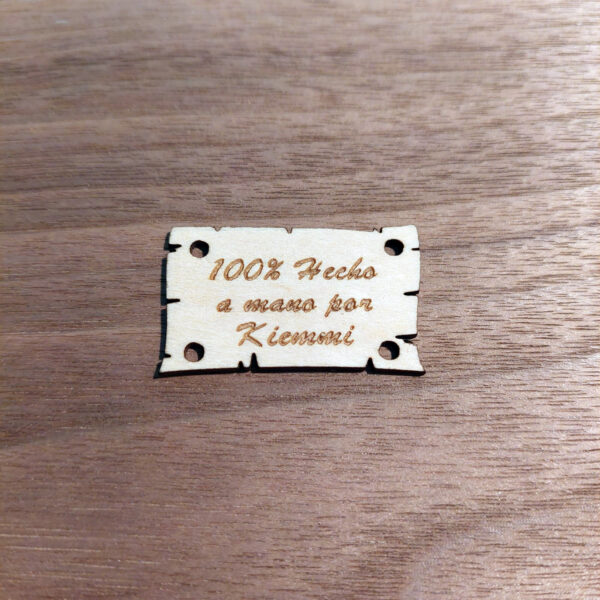 100% Hecho
a mano por
Kiemmi